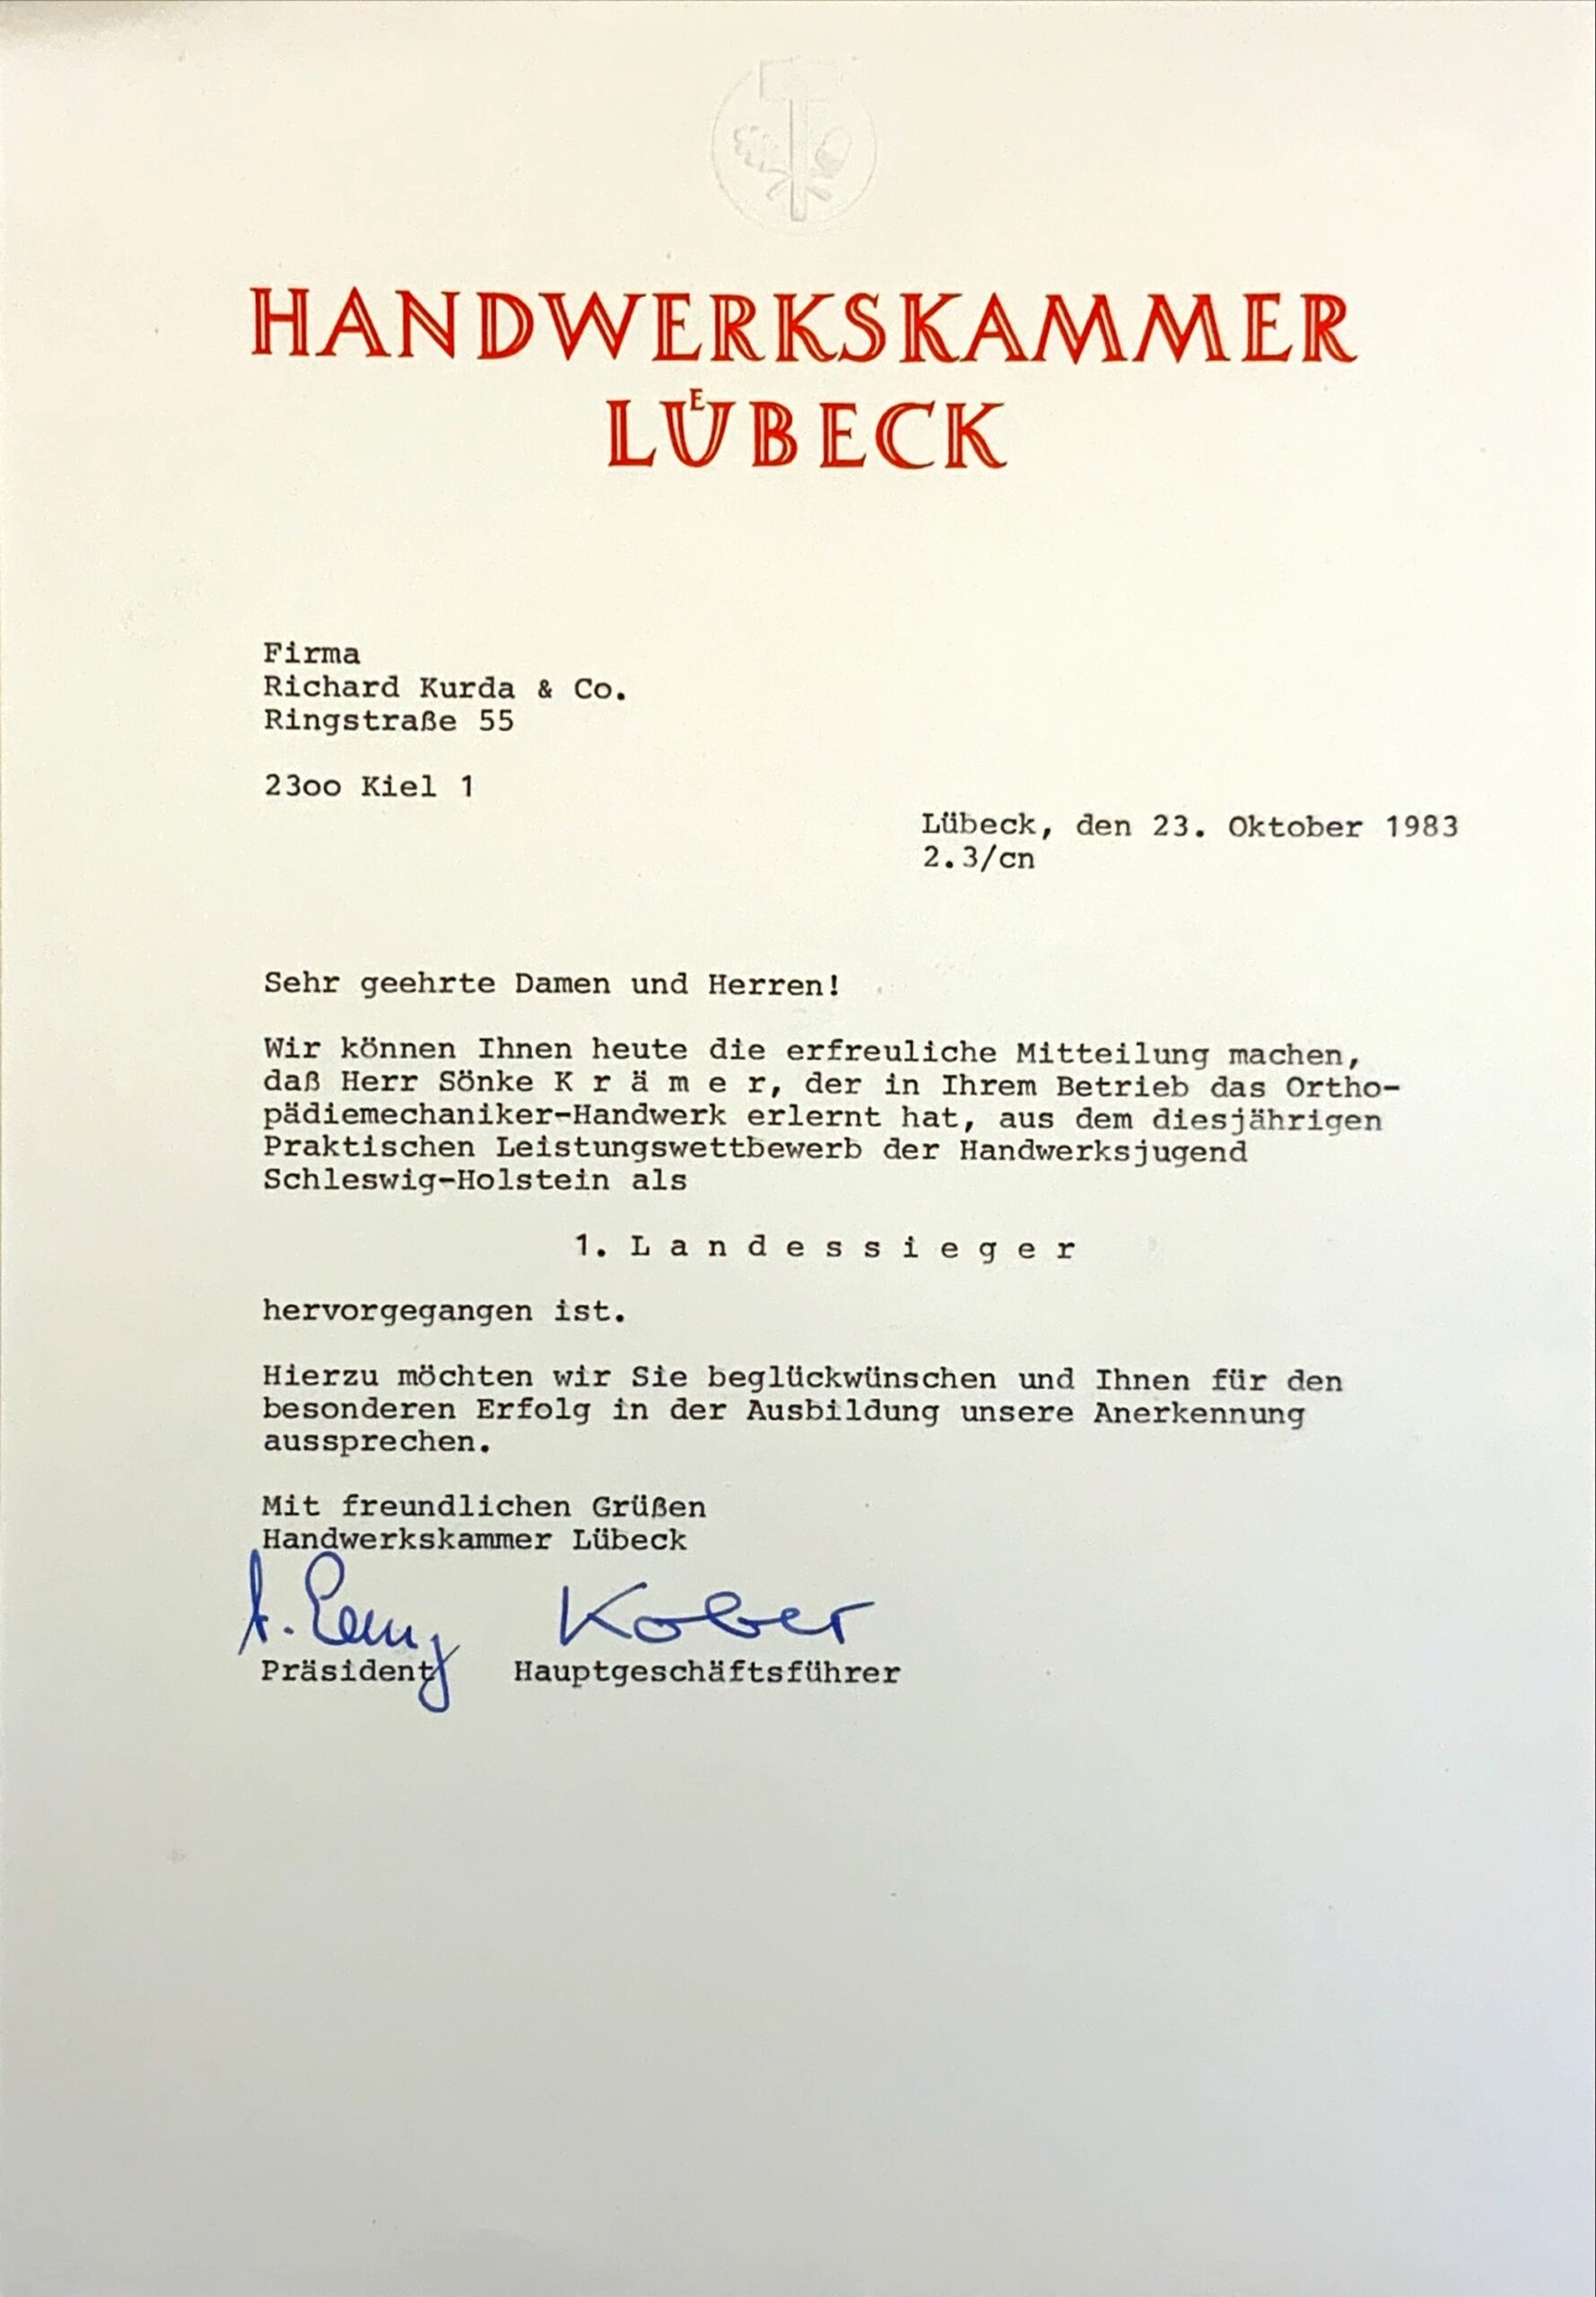 HANDWERKSKAMMER
LUͤBECK
Firma
Richard Kurda & Co.
Ringstraße 55
23oo Kiel 1
Lübeck, den 23. Oktober 1983
2.3/cn
Sehr geehrte Damen und Herren!
Wir können Ihnen heute die erfreuliche Mitteilung machen,
daß Herr Sönke K r ä m e r, der in Ihrem Betrieb das Ortho-
pädiemechaniker-Handwerk erlernt hat, aus dem diesjährigen
Praktischen Leistungswettbewerb der Handwerksjugend
Schleswig-Holstein als
1. L a n d e s s i e g e r
hervorgegangen ist.
Hierzu möchten wir Sie beglückwünschen und Ihnen für den
besonderen Erfolg in der Ausbildung unsere Anerkennung
aussprechen.
Mit freundlichen Grüßen
Handwerkskammer Lübeck
Kober
Präsident Hauptgeschäftsführer